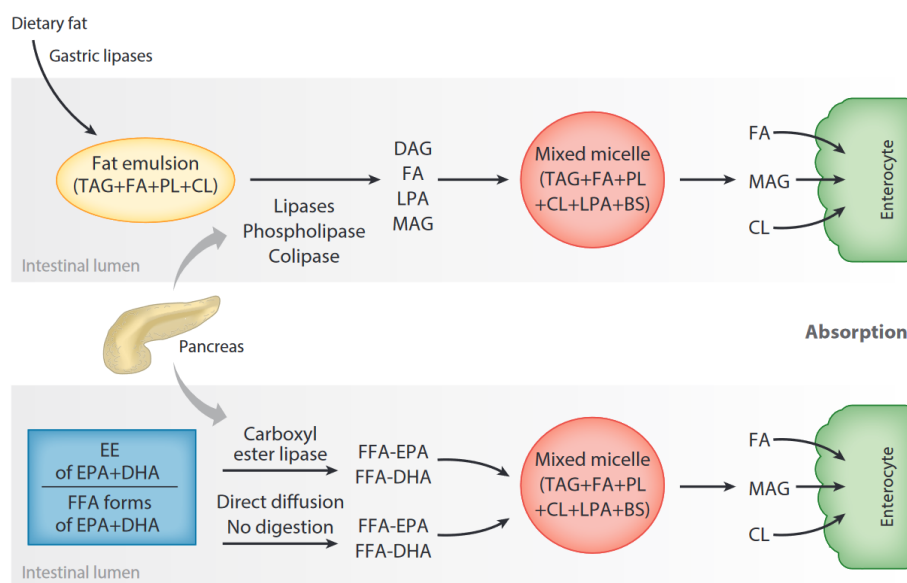 Dietary fat
Gastric lipases
Fat emulsion
(TAG+FA+PL+CL)
Lipases
Phospholipase
Colipase
DAG
FA
LPA
MAG
Mixed micelle
(TAG+FA+PL
+CL+LPA+BS)
FA
MAG
CL
Enterocyte
Intestinal lumen
Pancreas
Absorption
EE
of EPA+DHA
FFA forms
of EPA+DHA
Carboxyl
ester lipase
Direct diffusion
No digestion
FFA-EPA
FFA-DHA
FFA-EPA
FFA-DHA
Mixed micelle
(TAG+FA+PL
+CL+LPA+BS)
FA
MAG
CL
Enterocyte
Intestinal lumen